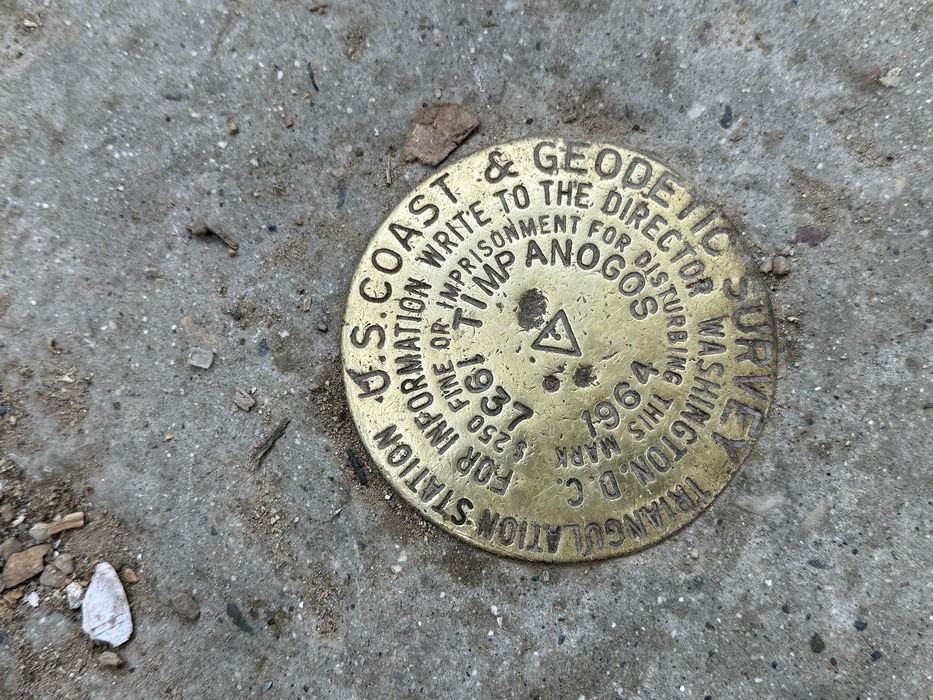 U.S. COAST & GEODETIC SURVEY
TRIANGULATION STATION
FOR INFORMATION WRITE TO THE DIRECTOR WASHINGTON, D. C.
$250 FINE OR IMPRISONMENT FOR DISTURBING THIS MARK
TIMPANOGOS
1937
1964